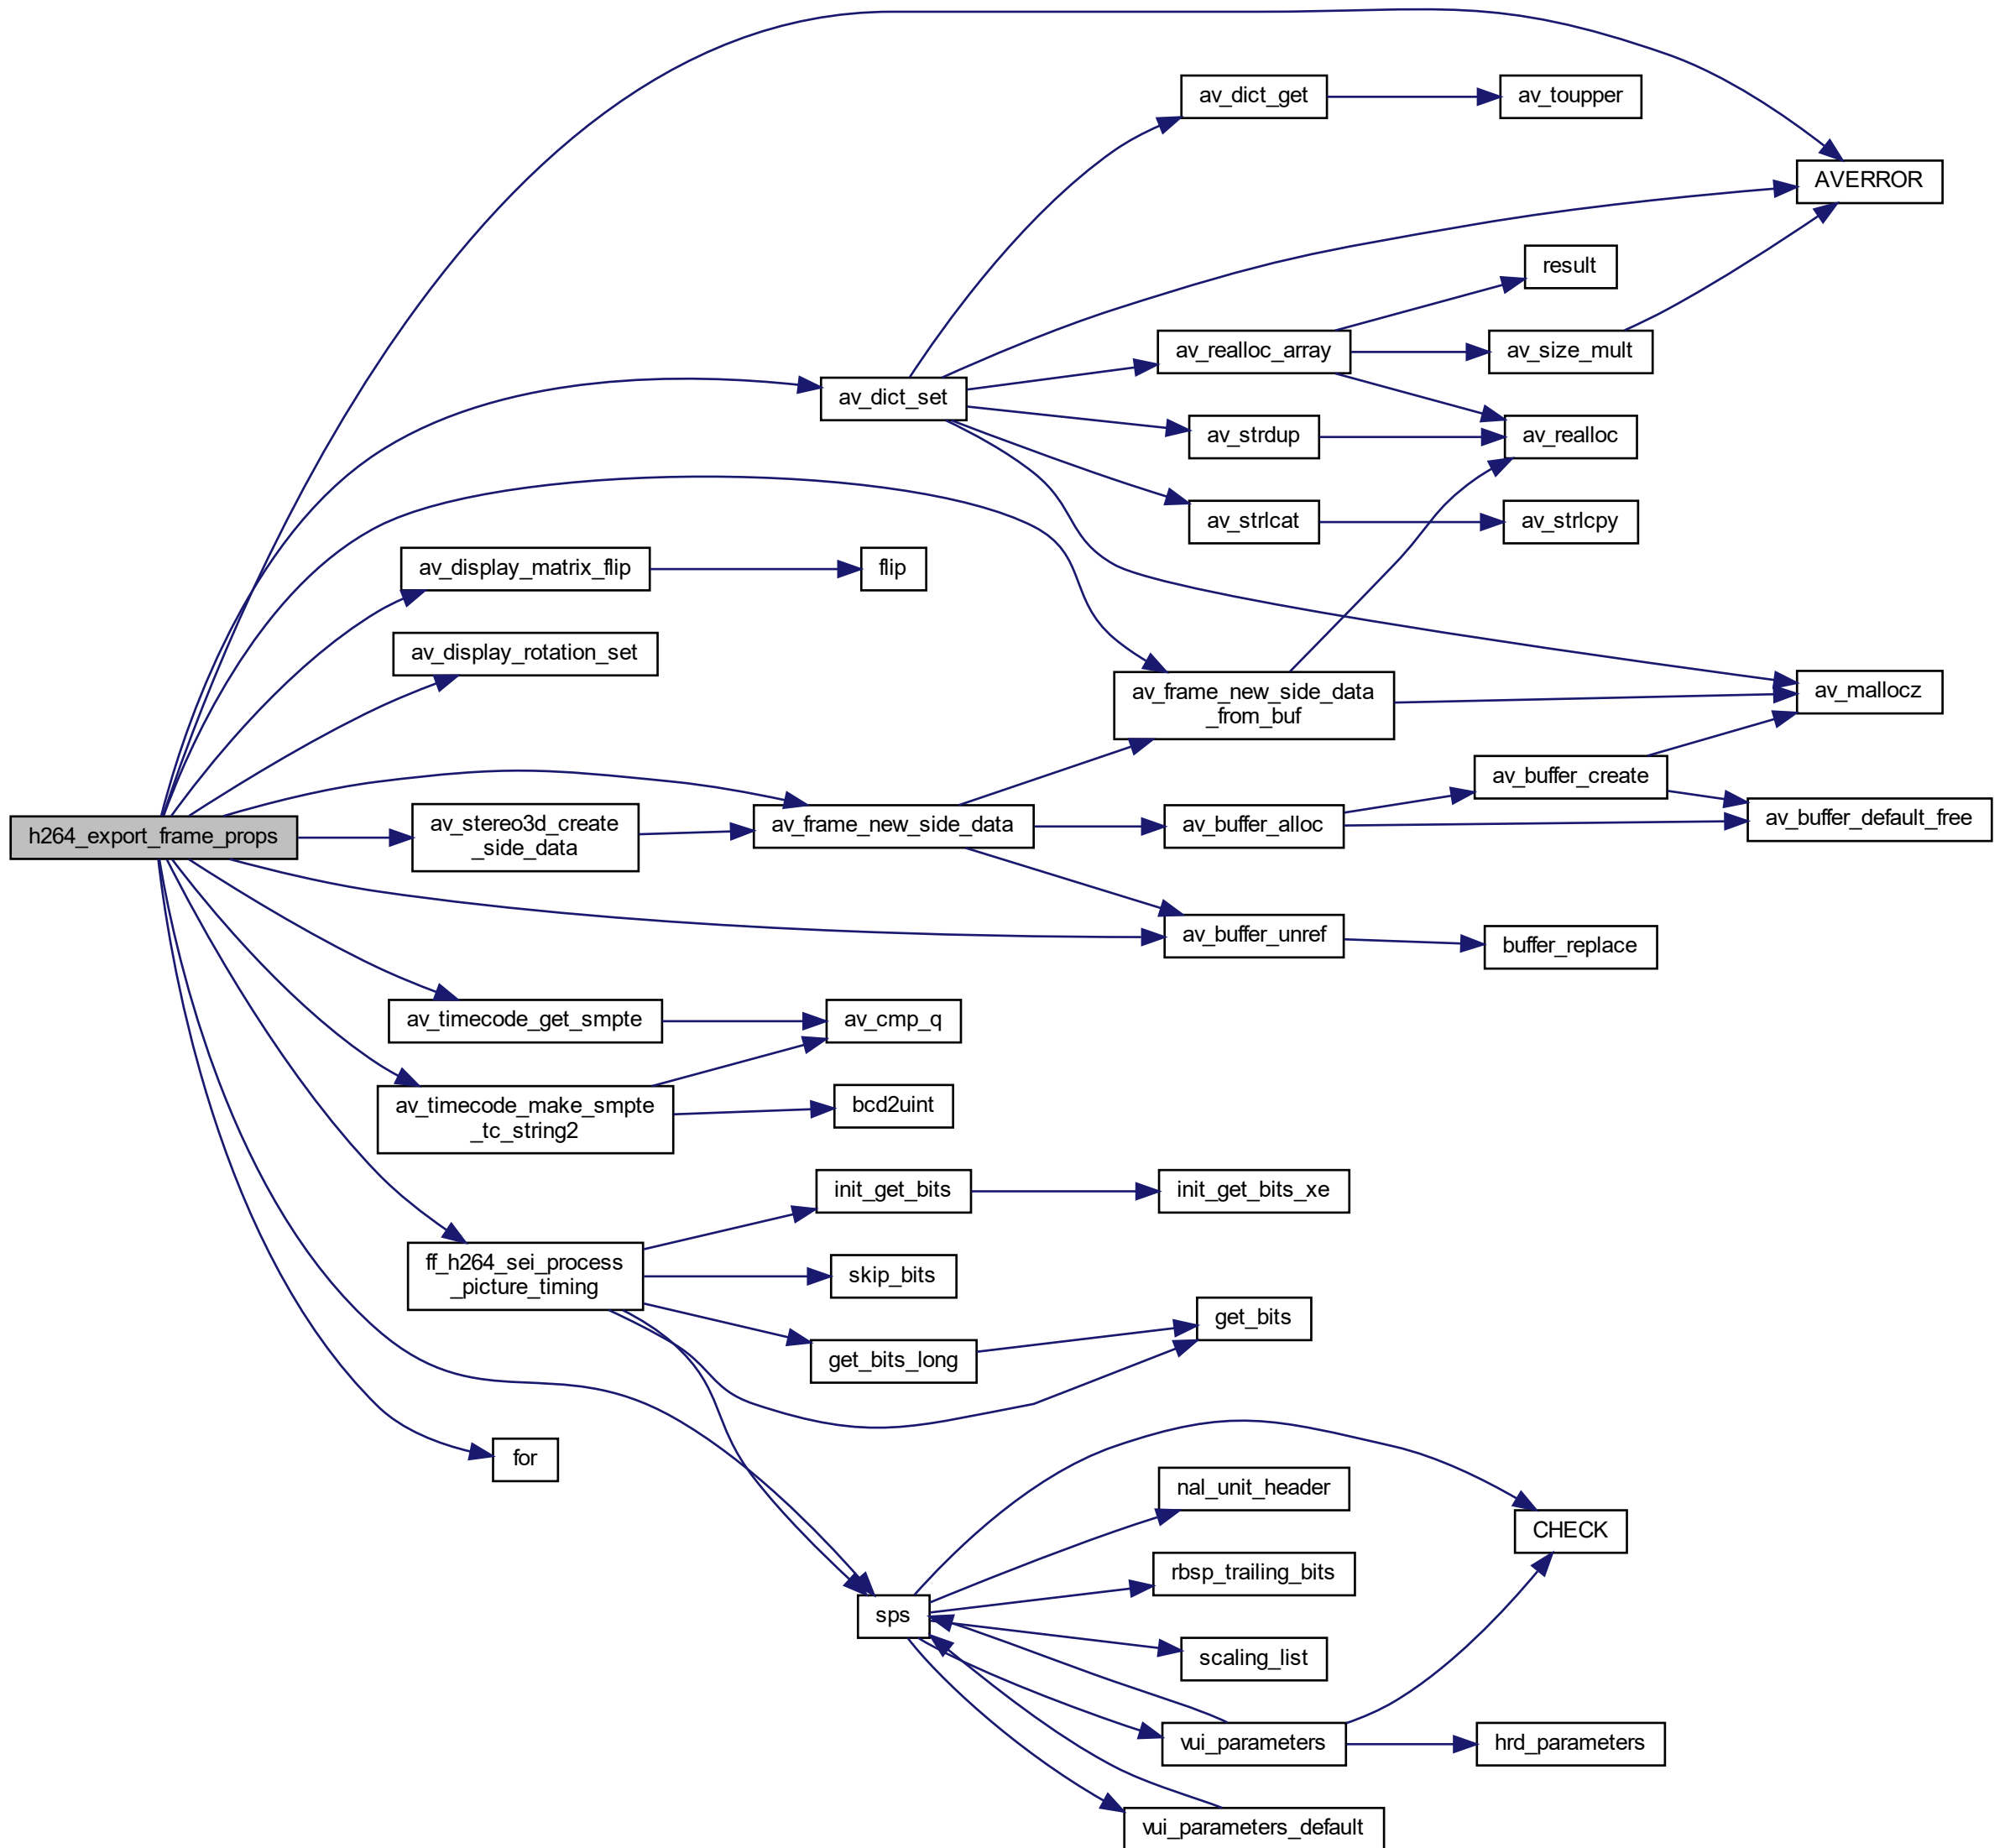 av_dict_get
av_toupper
AVERROR
result
av_realloc_array
av_size_mult
av_dict_set
av_strdup
av_realloc
av_strlcat
av_strlcpy
av_display_matrix_flip
flip
av_display_rotation_set
av_frame_new_side_data
_from_buf
av_mallocz
av_buffer_create
h264_export_frame_props
av_stereo3d_create
_side_data
av_frame_new_side_data
av_buffer_alloc
av_buffer_default_free
av_buffer_unref
buffer_replace
av_timecode_get_smpte
av_cmp_q
av_timecode_make_smpte
_tc_string2
bcd2uint
init_get_bits
init_get_bits_xe
ff_h264_sei_process
_picture_timing
skip_bits
get_bits_long
get_bits
for
nal_unit_header
CHECK
rbsp_trailing_bits
sps
scaling_list
vui_parameters
hrd_parameters
vui_parameters_default